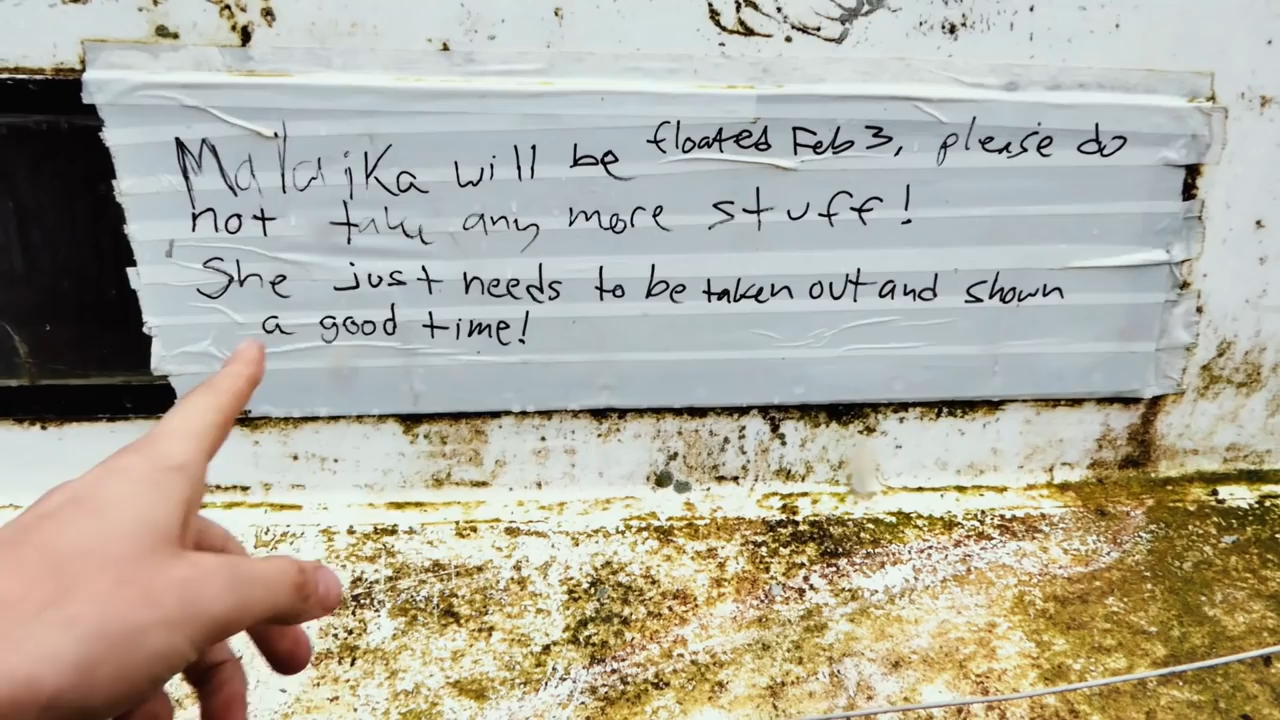 Malaika will be floated Feb 3, please do
not take any more stuff!
She just needs to be taken out and shown
a good time!